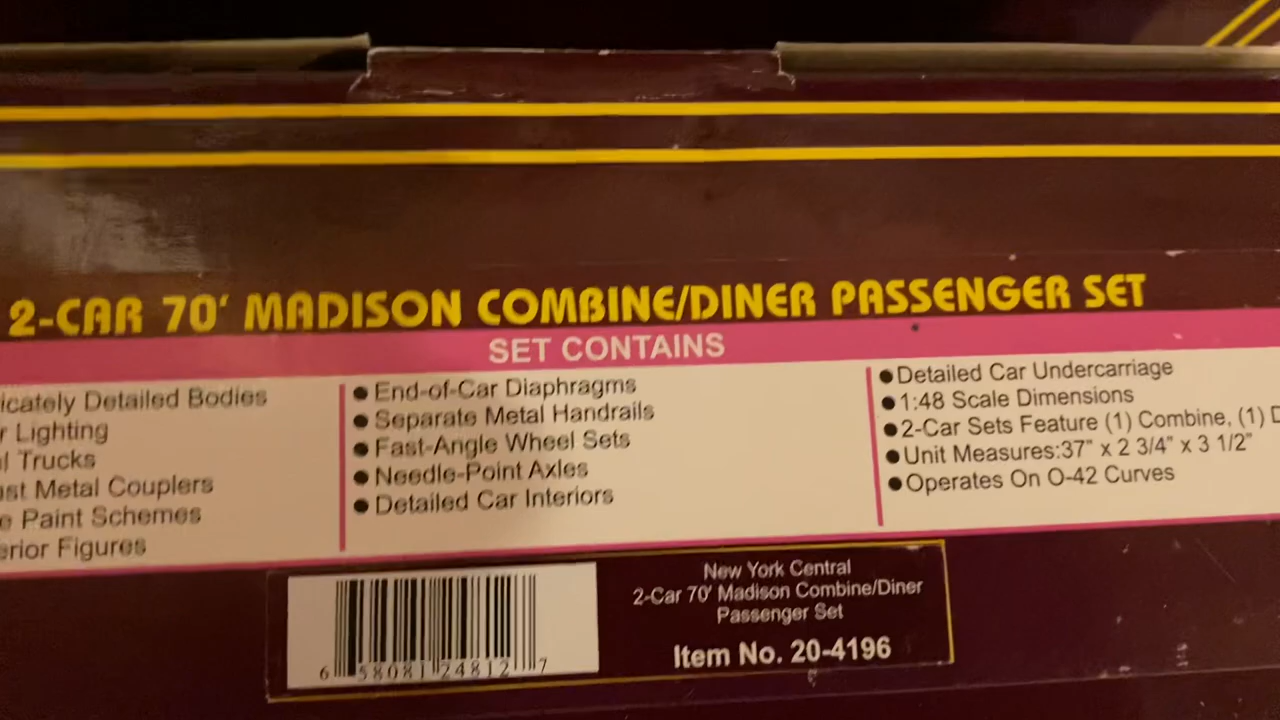 2-CAR 70' MADISON COMBINE/DINER PASSENGER SET
SET CONTAINS
icately Detailed Bodies
r Lighting
l Trucks
ast Metal Couplers
e Paint Schemes
erior Figures
● End-of-Car Diaphragms
● Separate Metal Handrails
● Fast-Angle Wheel Sets
● Needle-Point Axles
● Detailed Car Interiors
● Detailed Car Undercarriage
● 1:48 Scale Dimensions
● 2-Car Sets Feature (1) Combine, (1) D
● Unit Measures:37" x 2 3/4" x 3 1/2"
● Operates On O-42 Curves
6 58081 24812 7
New York Central
2-Car 70' Madison Combine/Diner
Passenger Set
Item No. 20-4196